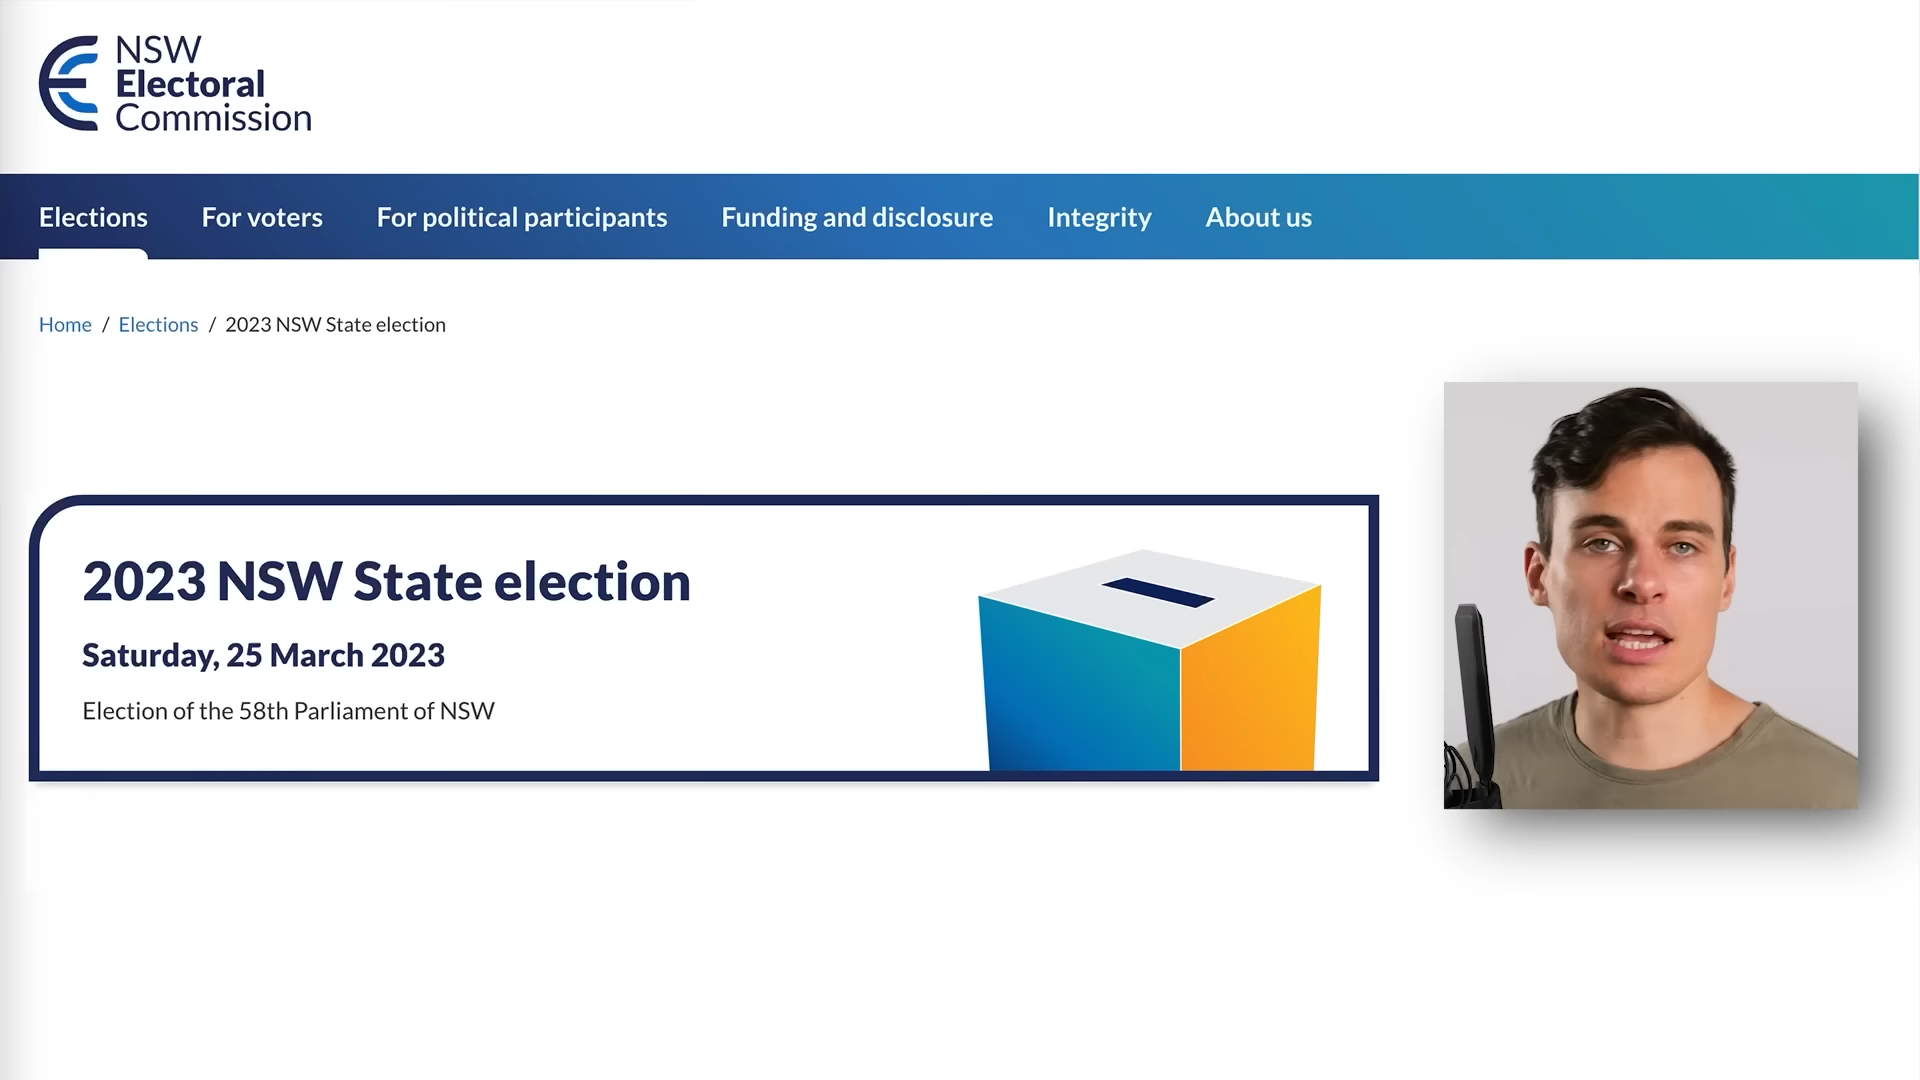 NSW
Electoral
Commission
Elections For voters For political participants Funding and disclosure Integrity About us
Home / Elections / 2023 NSW State election
2023 NSW State election
Saturday, 25 March 2023
Election of the 58th Parliament of NSW